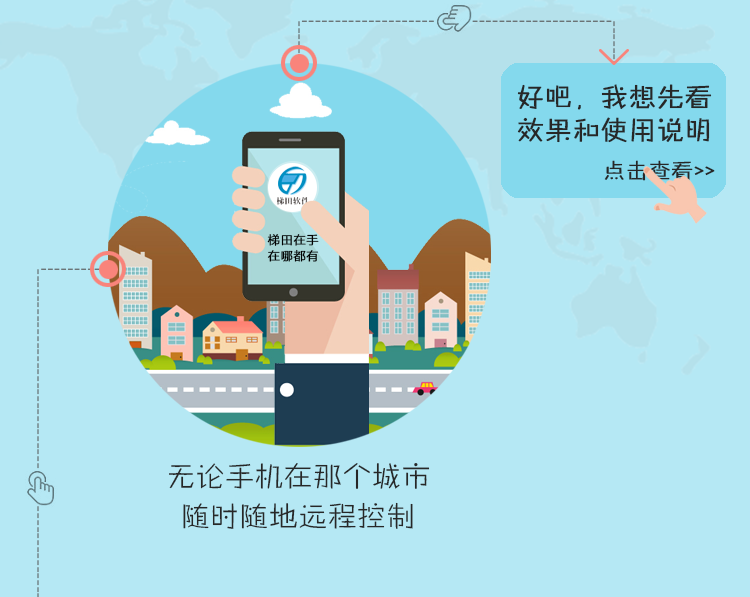 好吧，我想先看
效果和使用说明
点击查看>>
梯田软件
梯田在手
在哪都有
无论手机在那个城市
随时随地远程控制